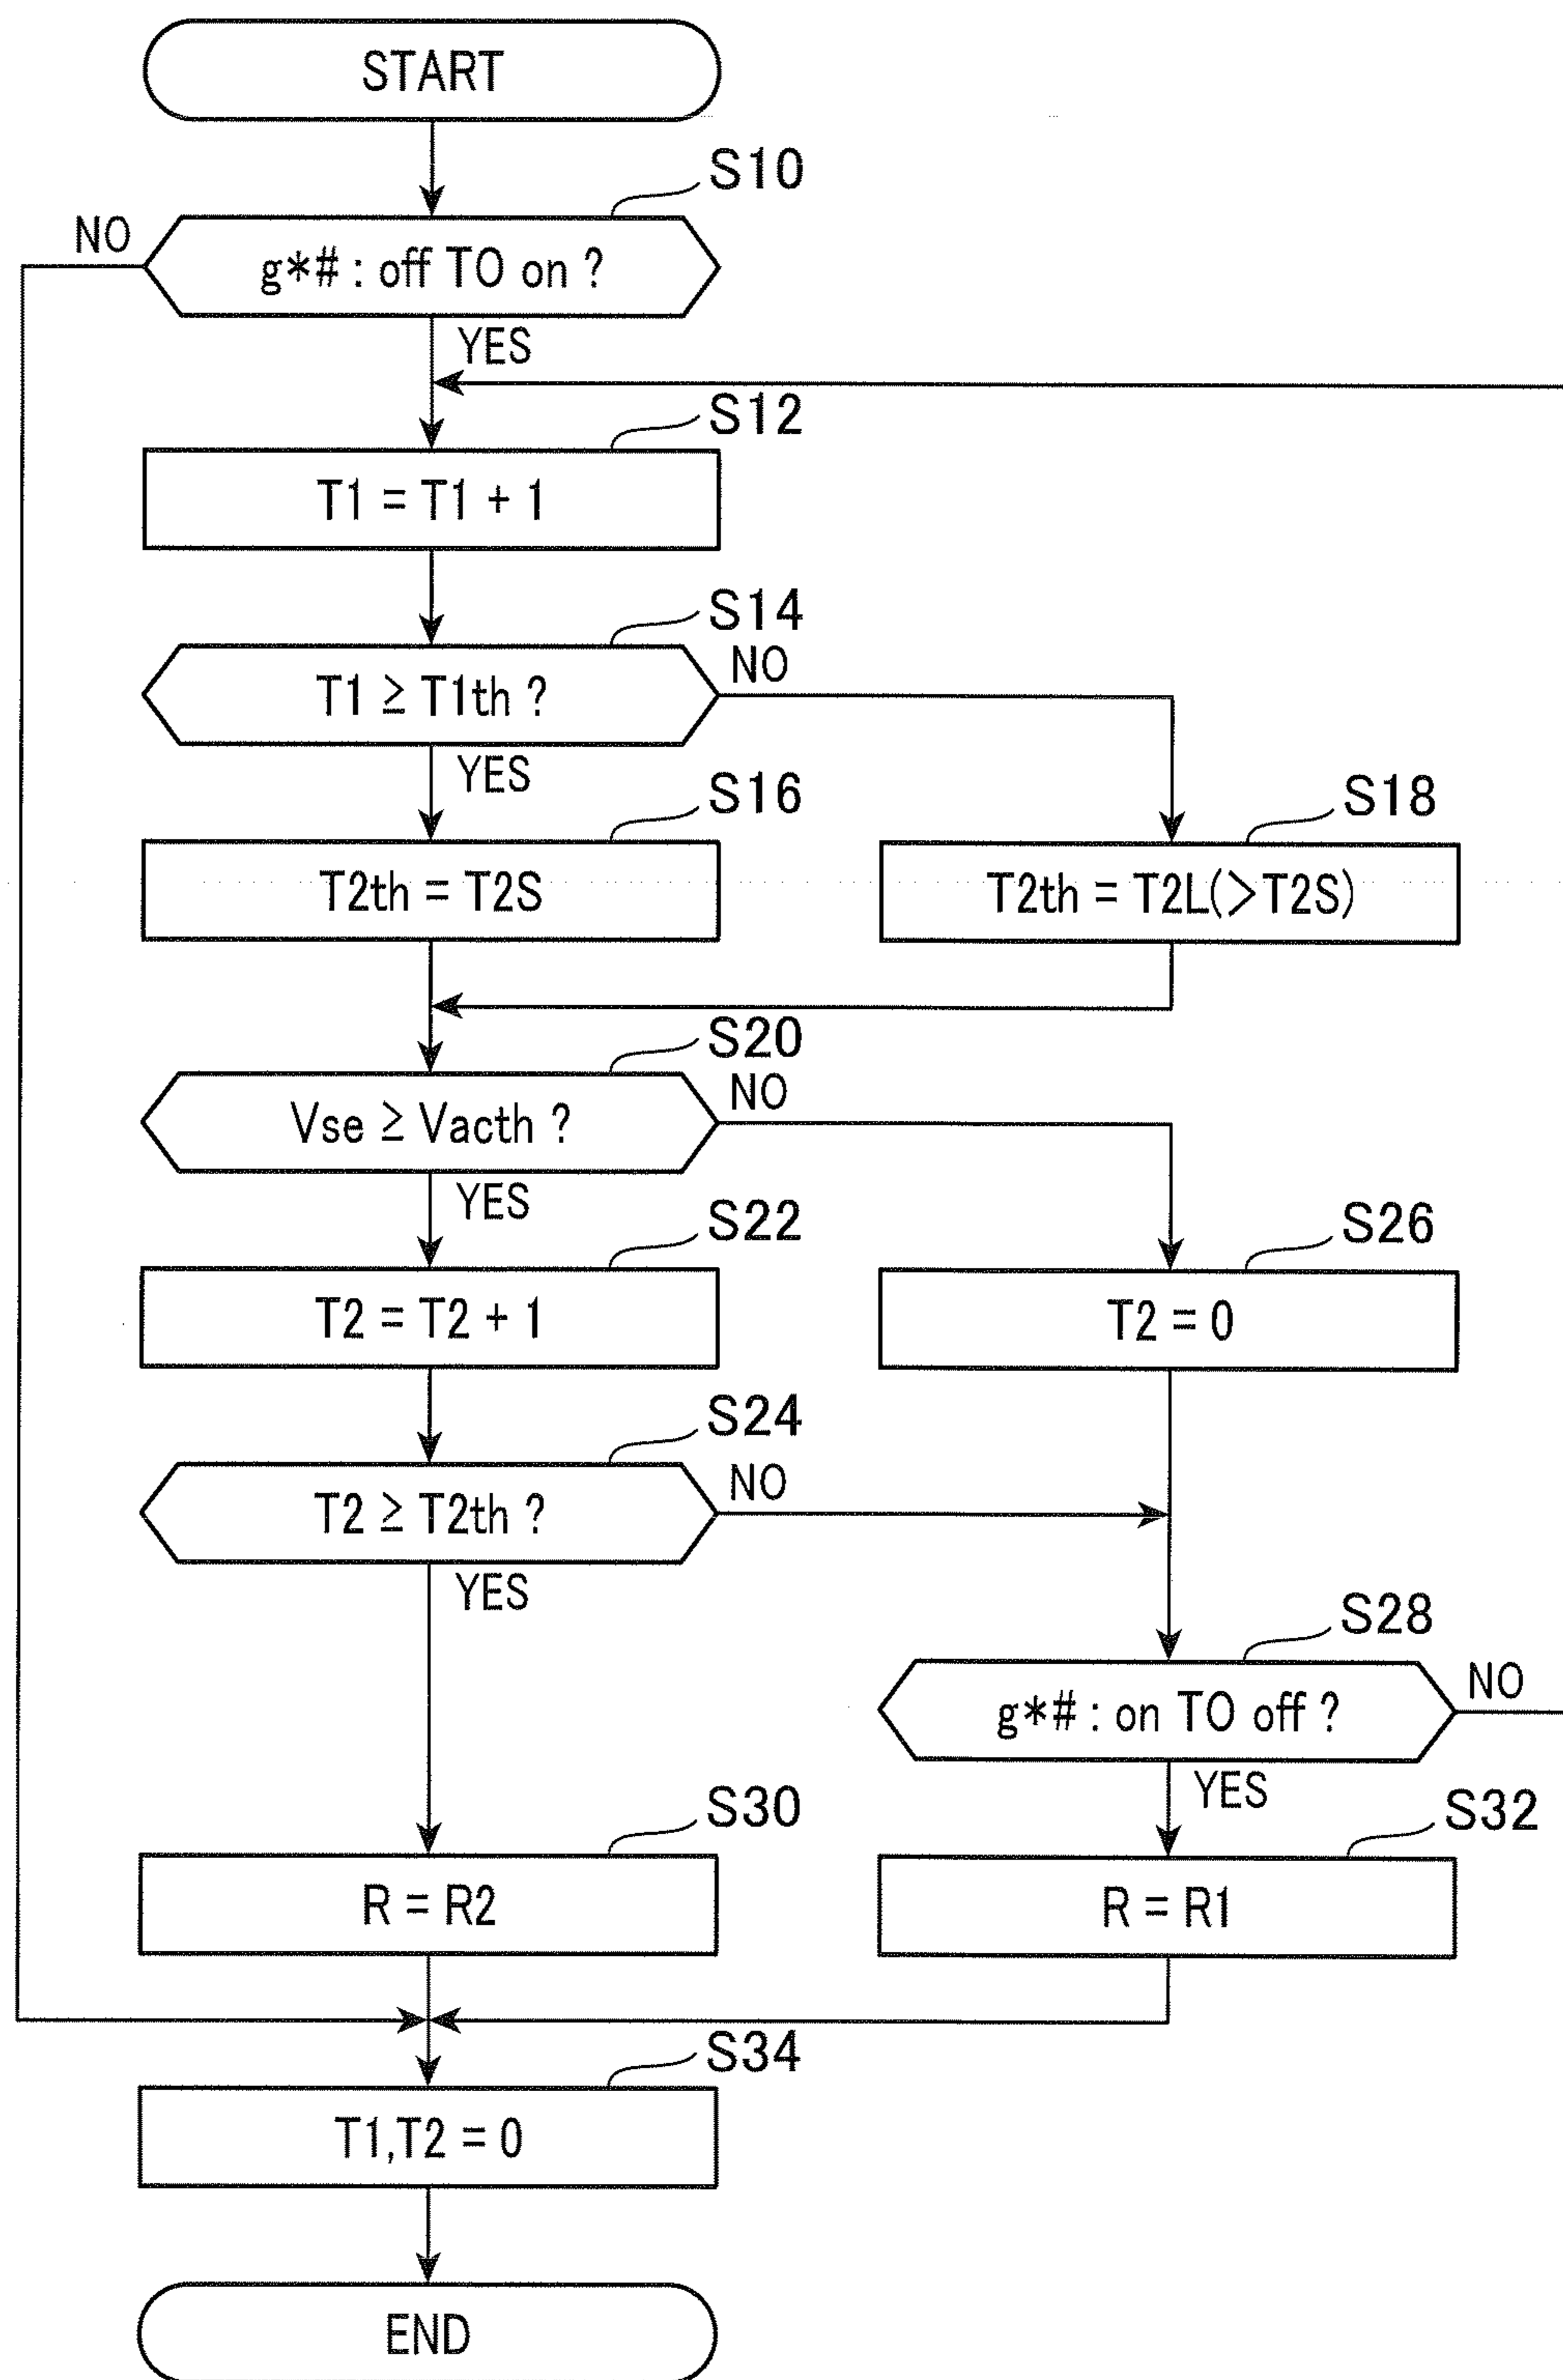 START
S10
NO
g*# : off TO on ?
YES
S12
T1 = T1 + 1
S14
NO
T1 ≥ T1th ?
YES
S16
S18
T2th = T2S
T2th = T2L(>T2S)
S20
NO
Vse ≥ Vacth ?
YES
S22
S26
T2 = T2 + 1
T2 = 0
S24
NO
T2 ≥ T2th ?
YES
S28
NO
g*# : on TO off ?
YES
S30
S32
R = R2
R = R1
S34
T1,T2 = 0
END